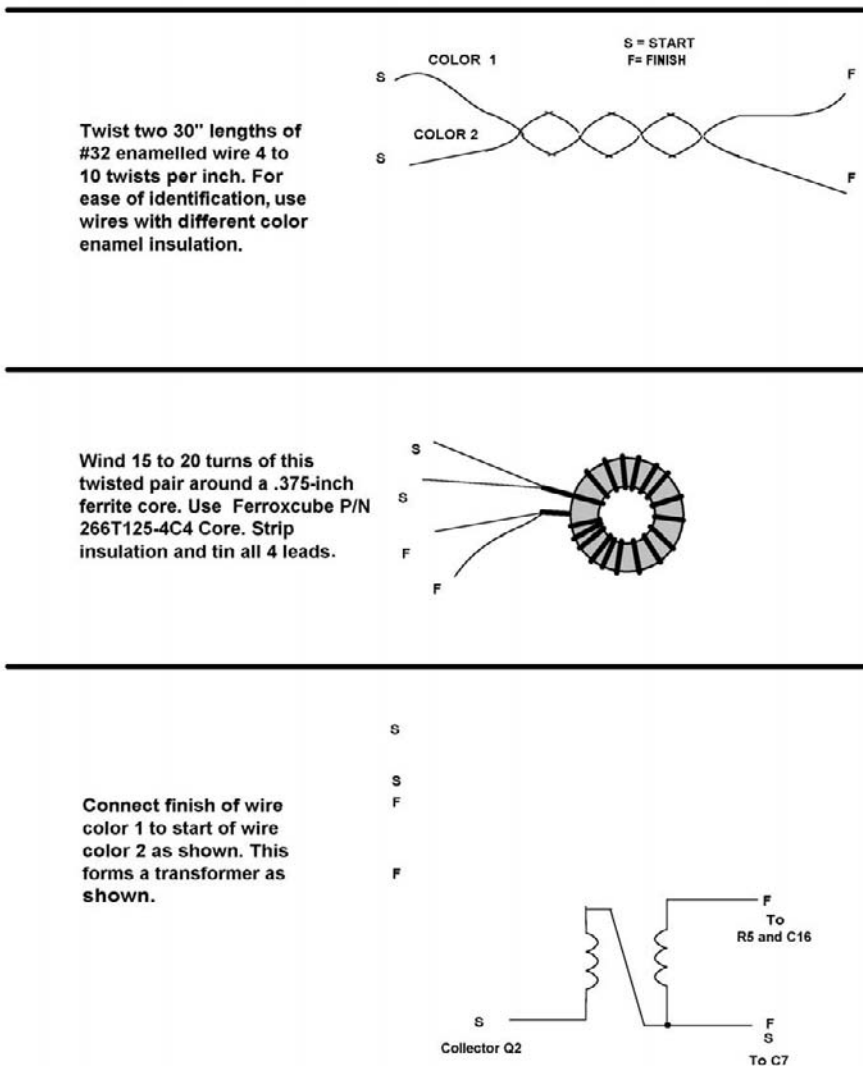 S = START
F= FINISH
COLOR 1
S
F
COLOR 2
S
F
Twist two 30" lengths of
#32 enamelled wire 4 to
10 twists per inch. For
ease of identification, use
wires with different color
enamel insulation.
Wind 15 to 20 turns of this
twisted pair around a .375-inch
ferrite core. Use Ferroxcube P/N
266T125-4C4 Core. Strip
insulation and tin all 4 leads.
S
S
F
F
Connect finish of wire
color 1 to start of wire
color 2 as shown. This
forms a transformer as
shown.
S
S
F
F
F
To
R5 and C16
S
Collector Q2
F
S
To C7